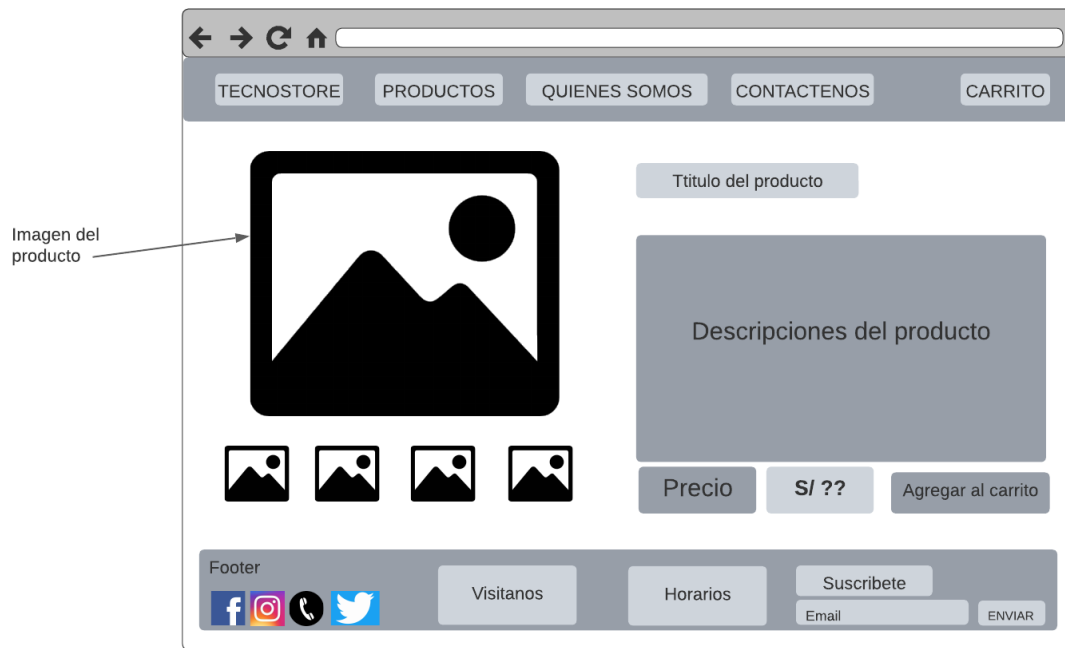 TECNOSTORE
PRODUCTOS
QUIENES SOMOS
CONTACTENOS
CARRITO
Imagen del
producto
Ttitulo del producto
Descripciones del producto
Precio
S/ ??
Agregar al carrito
Footer
Visitanos
Horarios
Suscribete
Email
ENVIAR